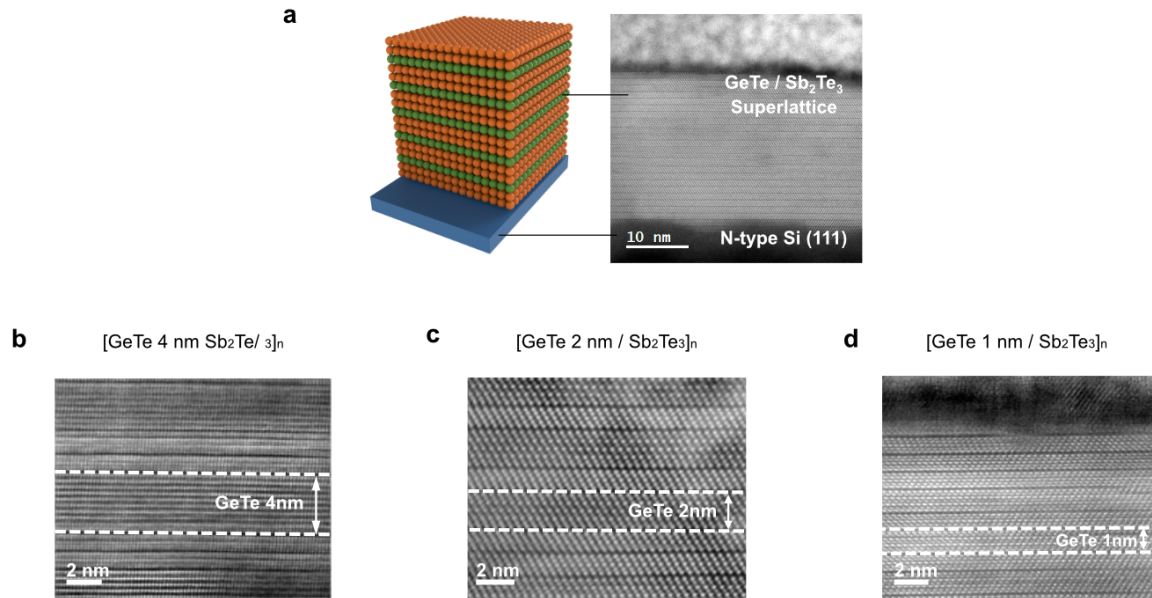 a
GeTe / Sb₂Te₃
Superlattice
10 nm
N-type Si (111)
b
[GeTe 4 nm Sb₂Te/ ₃]ₙ
c
[GeTe 2 nm / Sb₂Te₃]ₙ
d
[GeTe 1 nm / Sb₂Te₃]ₙ
GeTe 4nm
2 nm
GeTe 2nm
2 nm
GeTe 1nm
2 nm